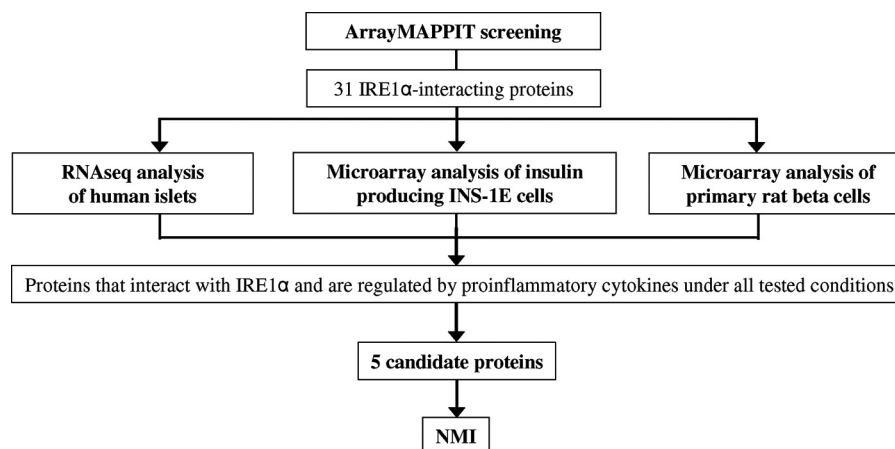 ArrayMAPPIT screening
31 IRE1α-interacting proteins
RNAseq analysis
of human islets
Microarray analysis of insulin
producing INS-1E cells
Microarray analysis of
primary rat beta cells
Proteins that interact with IRE1α and are regulated by proinflammatory cytokines under all tested conditions
5 candidate proteins
NMI